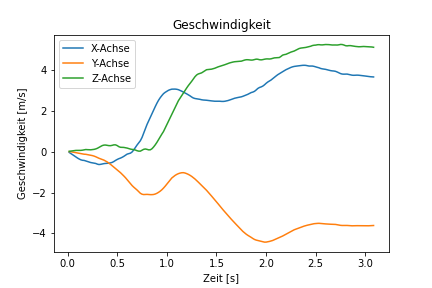 Geschwindigkeit
X-Achse
Y-Achse
Z-Achse
Geschwindigkeit [m/s]
4
2
0
−2
−4
0.0 0.5 1.0 1.5 2.0 2.5 3.0
Zeit [s]